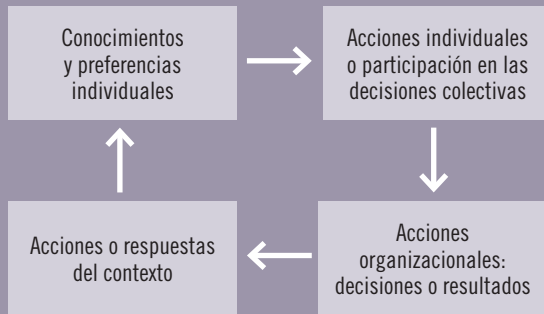 Conocimientos
y preferencias
individuales
Acciones individuales
o participación en las
decisiones colectivas
Acciones o respuestas
del contexto
Acciones
organizacionales:
decisiones o resultados